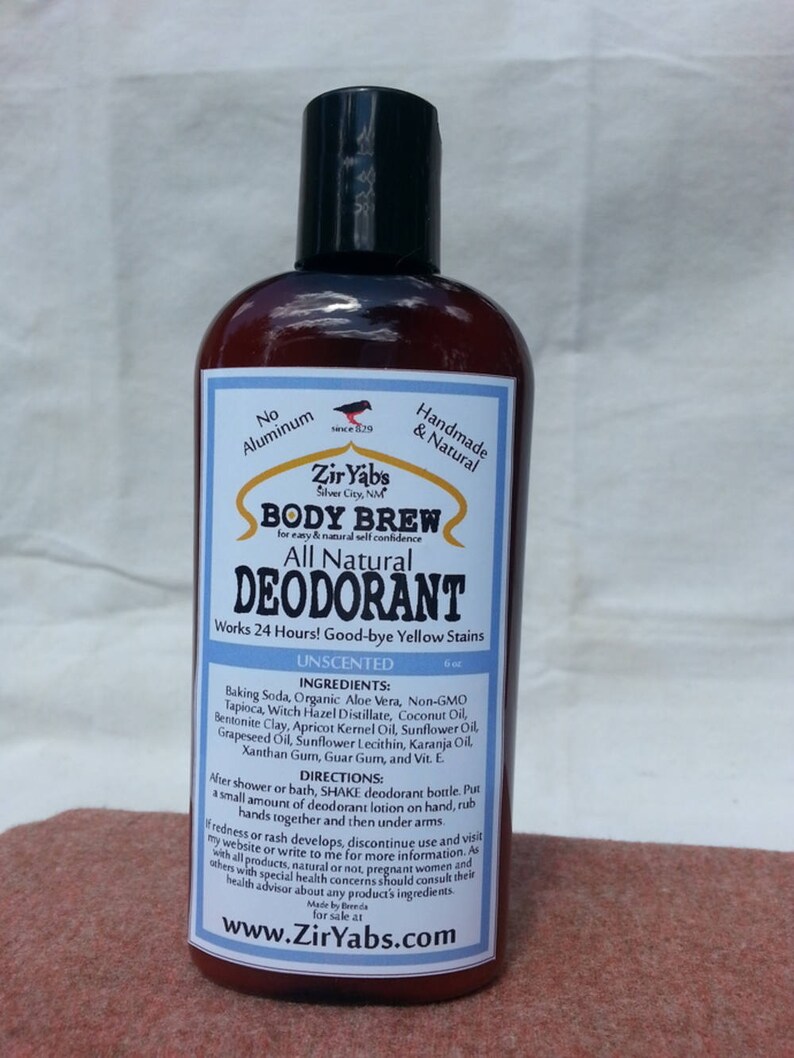 No
Aluminum
since 829
Handmade
& Natural
ZirYabs
Silver City, NM
BODY BREW
for easy & natural self confidence
All Natural
DEODORANT
Works 24 Hours! Good-bye Yellow Stains
UNSCENTED 6 oz
INGREDIENTS:
Baking Soda, Organic Aloe Vera, Non-GMO
Tapioca, Witch Hazel Distillate, Coconut Oil,
Bentonite Clay, Apricot Kernel Oil, Sunflower Oil,
Grapeseed Oil, Sunflower Lecithin, Karanja Oil,
Xanthan Gum, Guar Gum, and Vit. E.
DIRECTIONS:
After shower or bath, SHAKE deodorant bottle. Put
a small amount of deodorant lotion on hand, rub
hands together and then under arms.
If redness or rash develops, discontinue use and visit
my website or write to me for more information. As
with all products, natural or not, pregnant women and
others with special health concerns should consult their
health advisor about any product's ingredients.
Made by Brenda
for sale at
www.ZirYabs.com